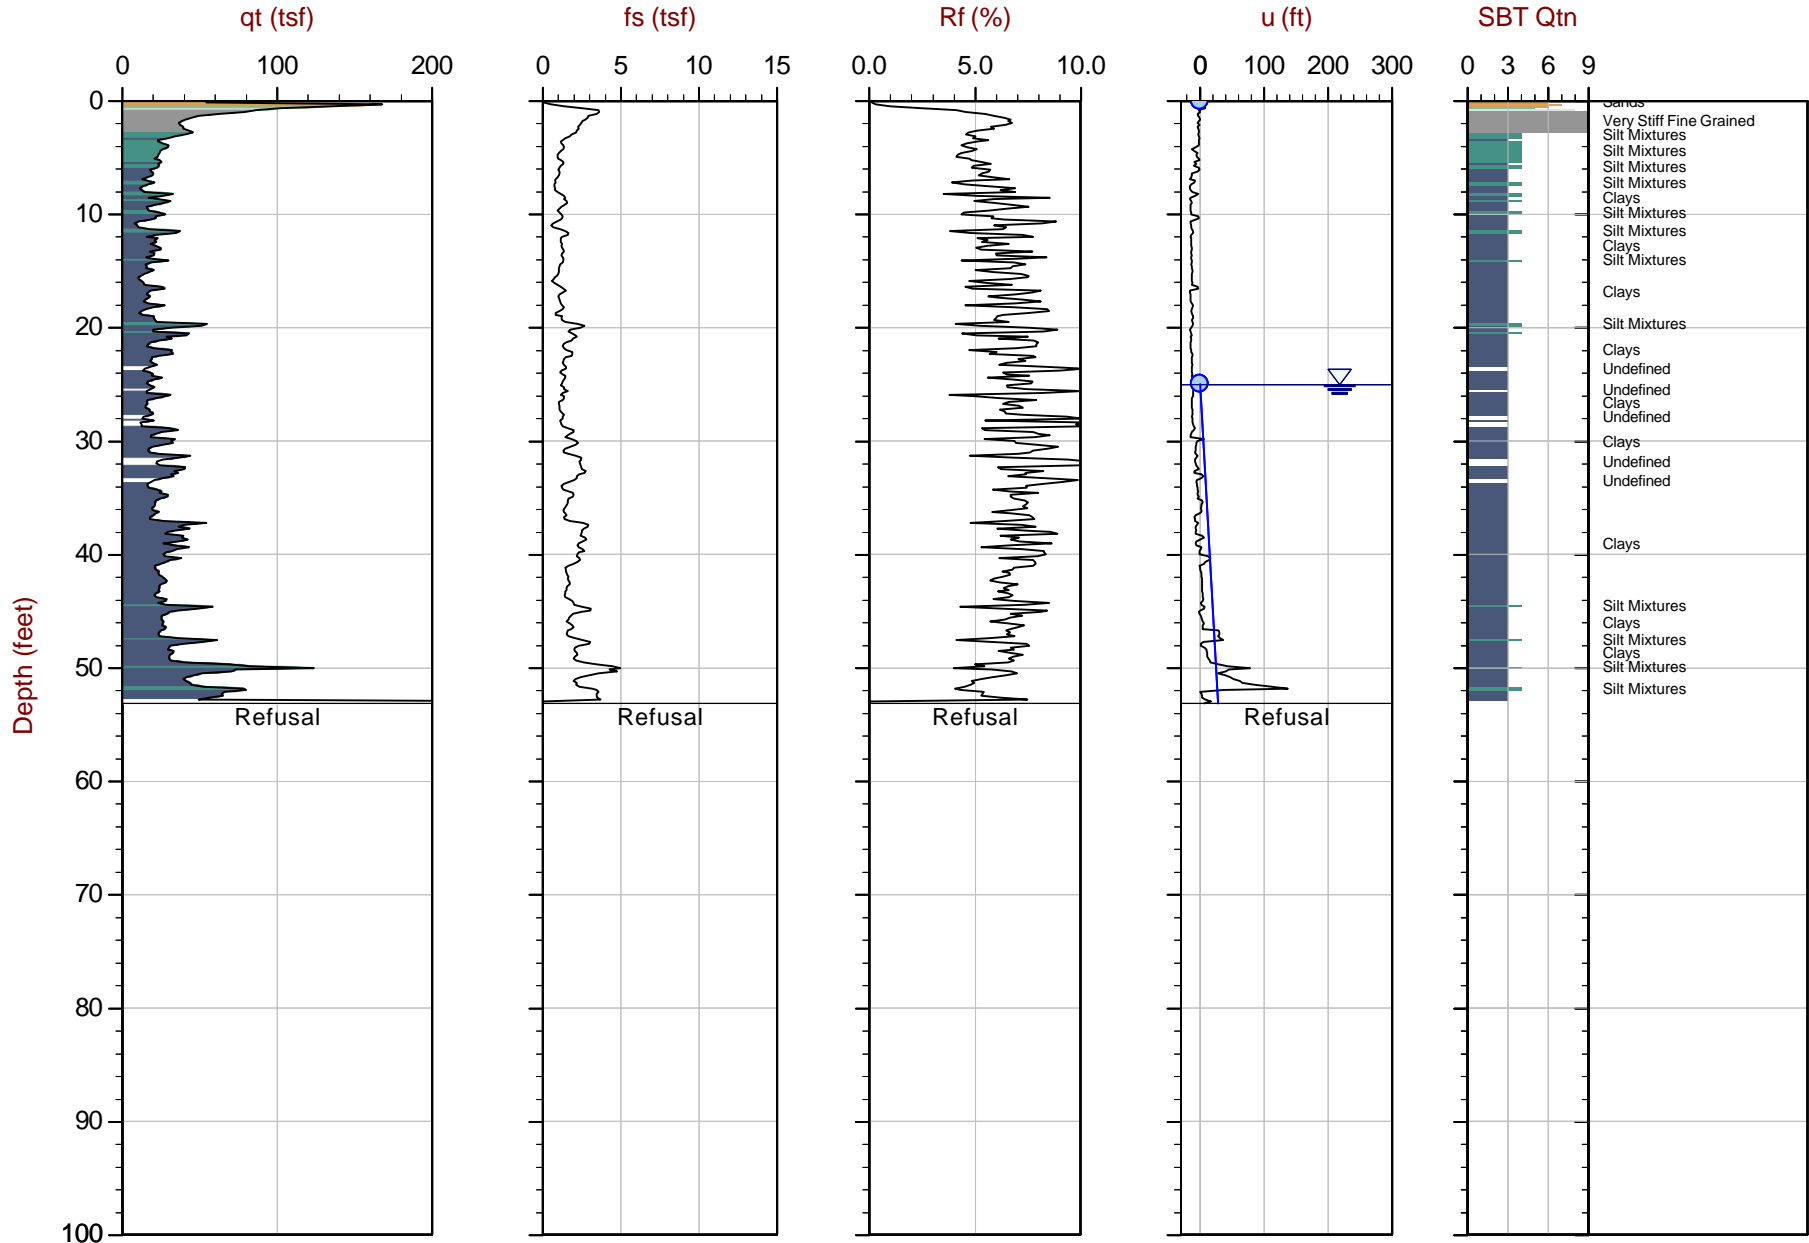 qt (tsf) fs (tsf) Rf (%) u (ft) SBT Qtn
0 100 200 0 5 15 0.0 5.0 10.0 0 100 200 300 0 3 6 9
0
10
20
30
40
50
60
70
80
90
100
Depth (feet)
Sands
Very Stiff Fine Grained
Silt Mixtures
Silt Mixtures
Silt Mixtures
Silt Mixtures
Clays
Silt Mixtures
Silt Mixtures
Clays
Silt Mixtures
Clays
Silt Mixtures
Clays
Undefined
Undefined
Clays
Undefined
Clays
Undefined
Undefined
Clays
Silt Mixtures
Clays
Silt Mixtures
Clays
Silt Mixtures
Silt Mixtures
Refusal Refusal Refusal Refusal